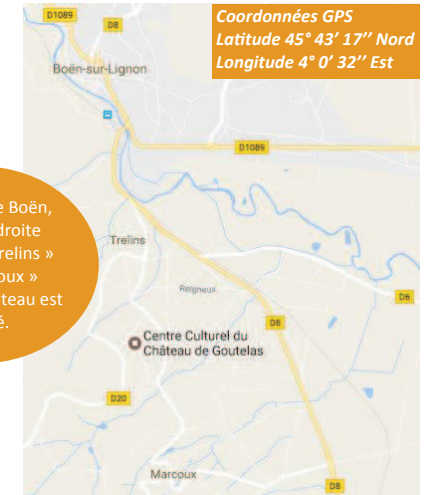 Coordonnées GPS
Latitude 45° 43’ 17’’ Nord
Longitude 4° 0’ 32’’ Est
D1089
D8
Boën-sur-Lignon
D1089
e Boën,
droite
relins »
oux »
teau est
é.
Trelins
Reigneux
D6
D8
Centre Culturel du
Château de Goutelas
D20
Marcoux
D8